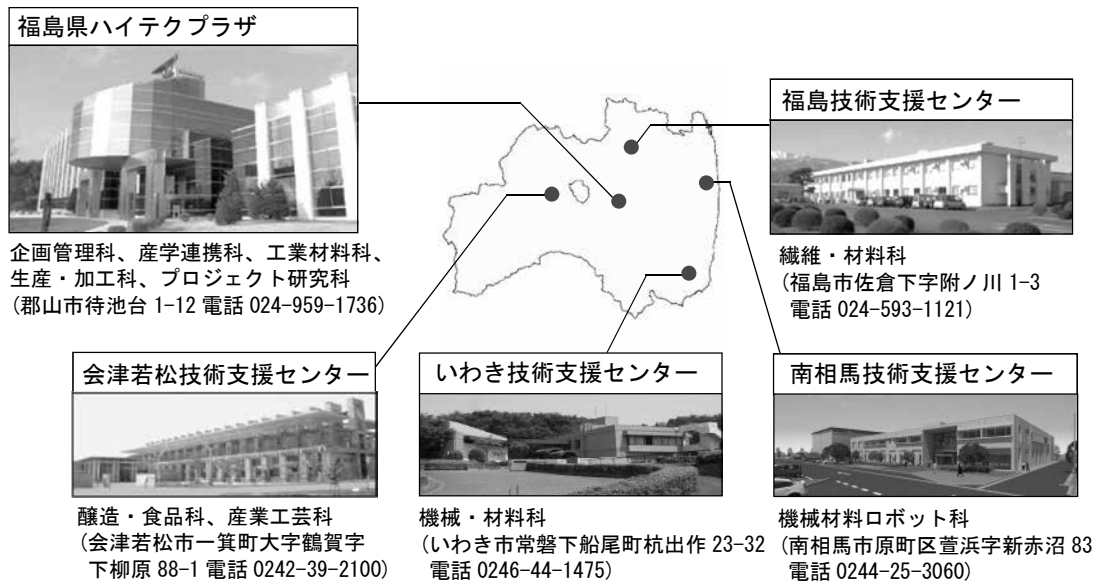 福島県ハイテクプラザ
企画管理科、産学連携科、工業材料科、
生産・加工科、プロジェクト研究科
(郡山市待池台 1-12 電話 024-959-1736)
福島技術支援センター
繊維・材料科
(福島市佐倉下字附ノ川 1-3
電話 024-593-1121)
会津若松技術支援センター
醸造・食品科、産業工芸科
(会津若松市一箕町大字鶴賀字
下柳原 88-1 電話 0242-39-2100)
いわき技術支援センター
機械・材料科
(いわき市常磐下船尾町杭出作 23-32
電話 0246-44-1475)
南相馬技術支援センター
機械材料ロボット科
(南相馬市原町区萱浜字新赤沼 83
電話 0244-25-3060)